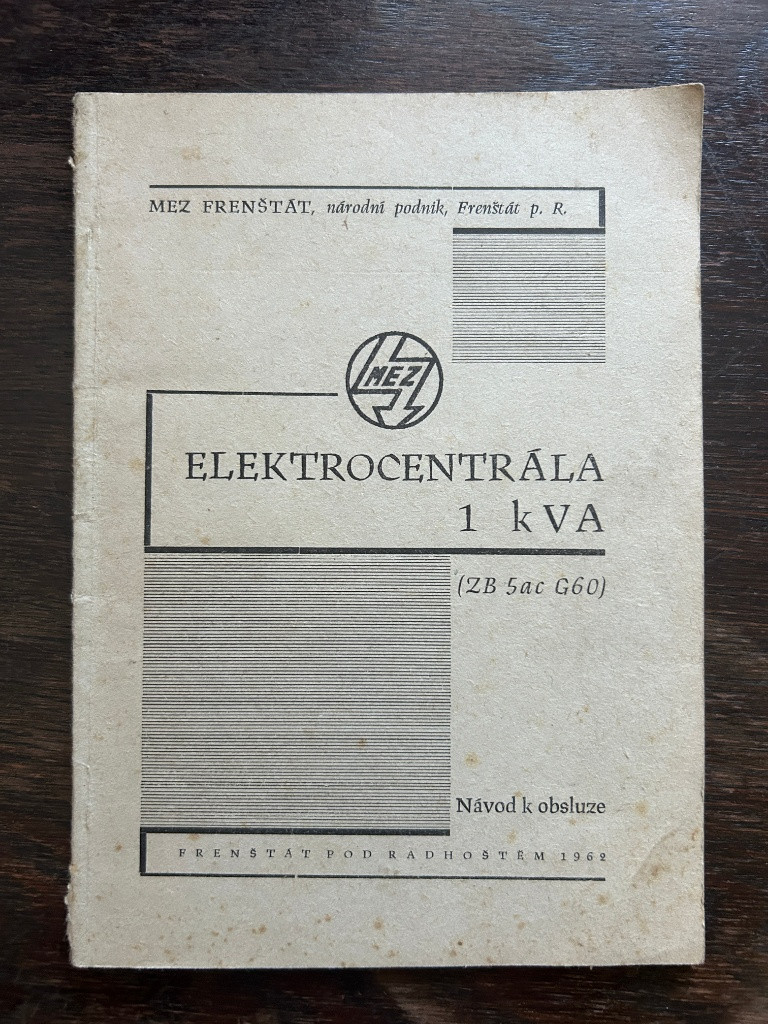 MEZ FRENŠTÁT, národní podnik, Frenštát p. R.
MEZ
ELEKTROCENTRÁLA
1 kVA
(ZB 5ac G60)
Návod k obsluze
FRENŠTÁT POD RADHOŠTĚM 1962